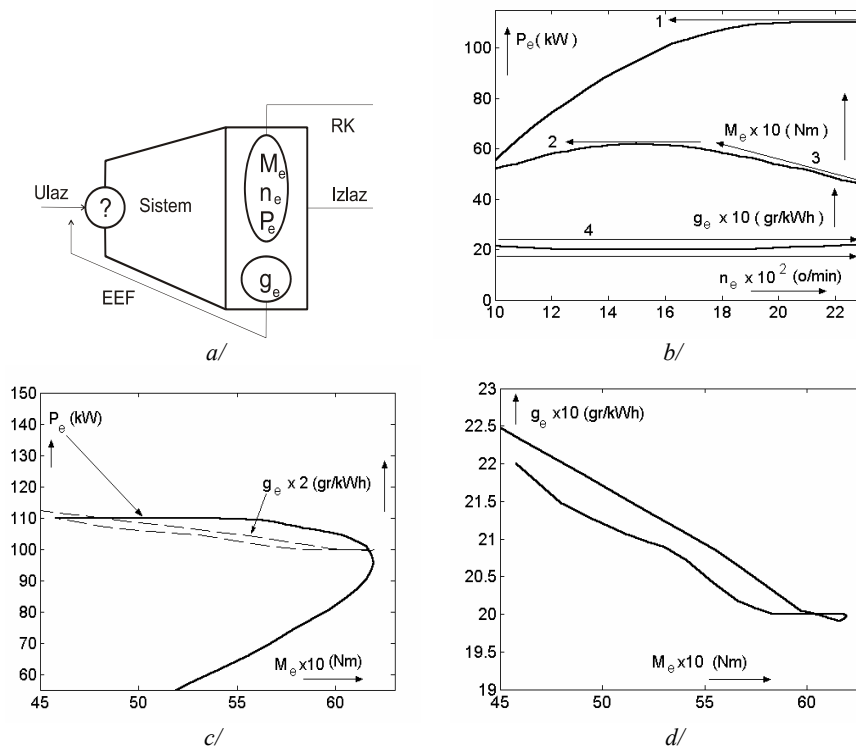 RK
M e
n e
P e
g e
Ulaz
?
Sistem
Izlaz
EEF
a/
P e ( kW )
1
M e x 10 ( Nm )
2
3
g e x 10 ( gr/kWh )
4
n e x 10 2 (o/min)
100
80
60
40
20
0
10 12 14 16 18 20 22
b/
150
140
130
120
110
100
90
80
70
60
P e (kW)
g e x 2 (gr/kWh)
M e x10 (Nm)
45 50 55 60
c/
23
22.5
22
21.5
21
20.5
20
19.5
19
g e x10 (gr/kWh)
M e x10 (Nm)
50 55 60
d/